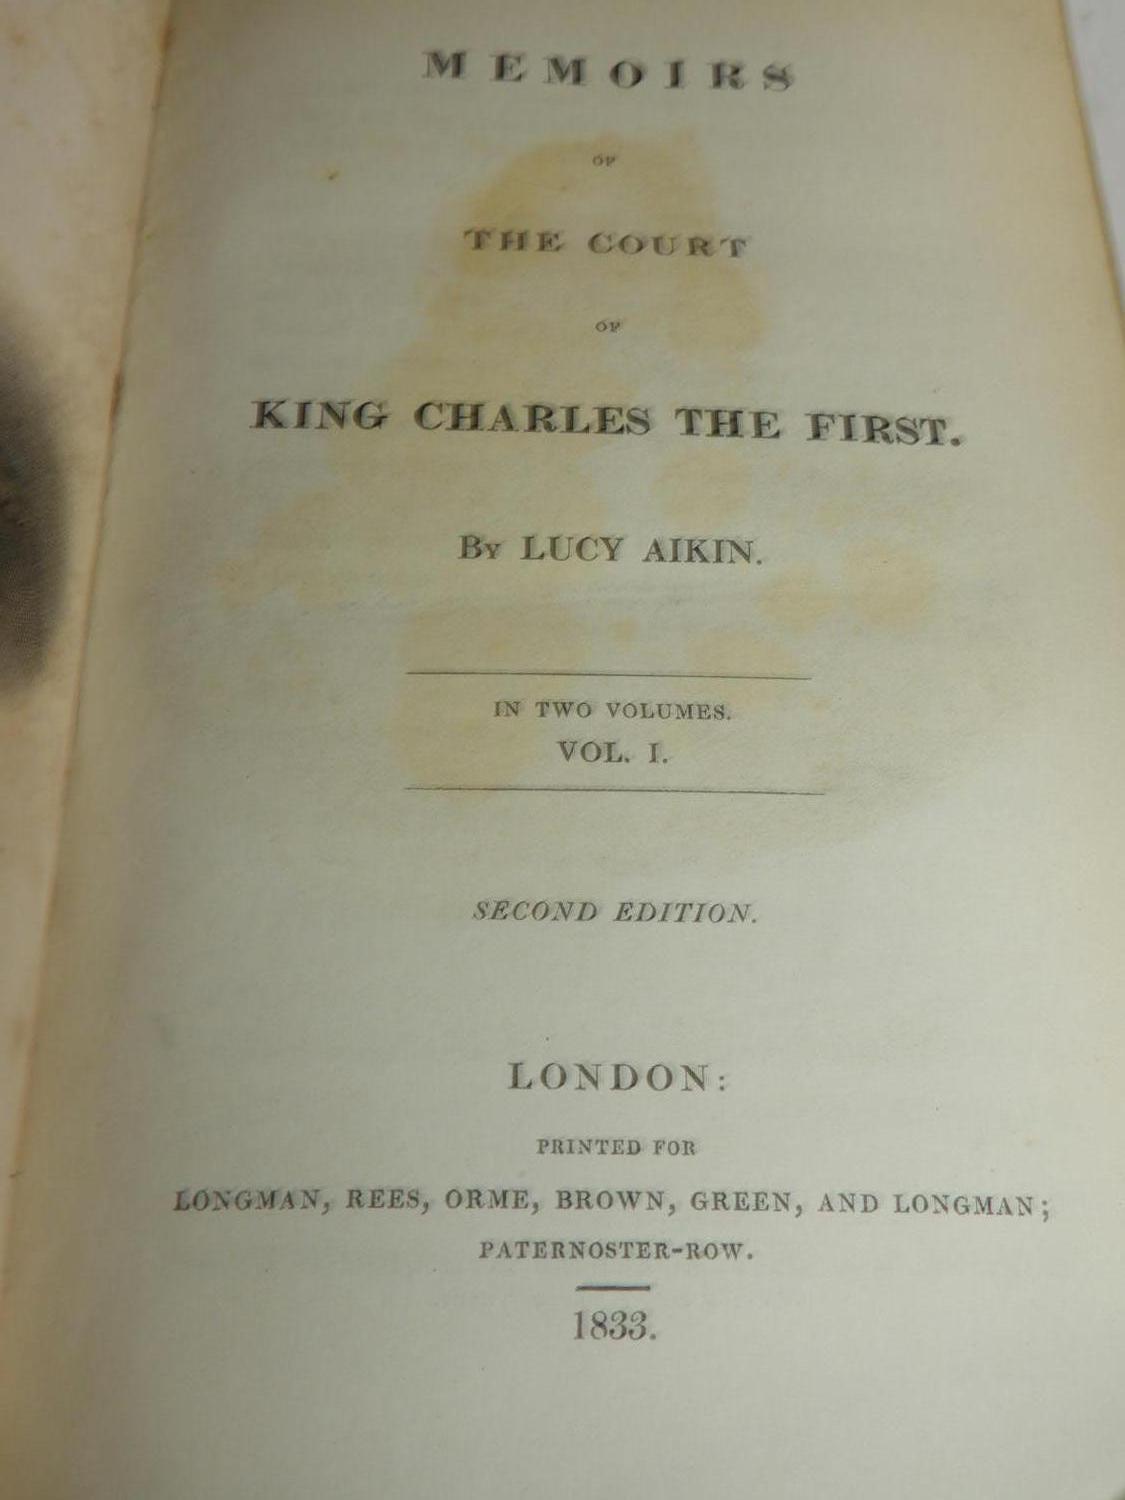 MEMOIRS
OF
THE COURT
OF
KING CHARLES THE FIRST.
By LUCY AIKIN.
IN TWO VOLUMES.
VOL. I.
SECOND EDITION.
LONDON:
PRINTED FOR
LONGMAN, REES, ORME, BROWN, GREEN, AND LONGMAN;
PATERNOSTER-ROW.
1833.